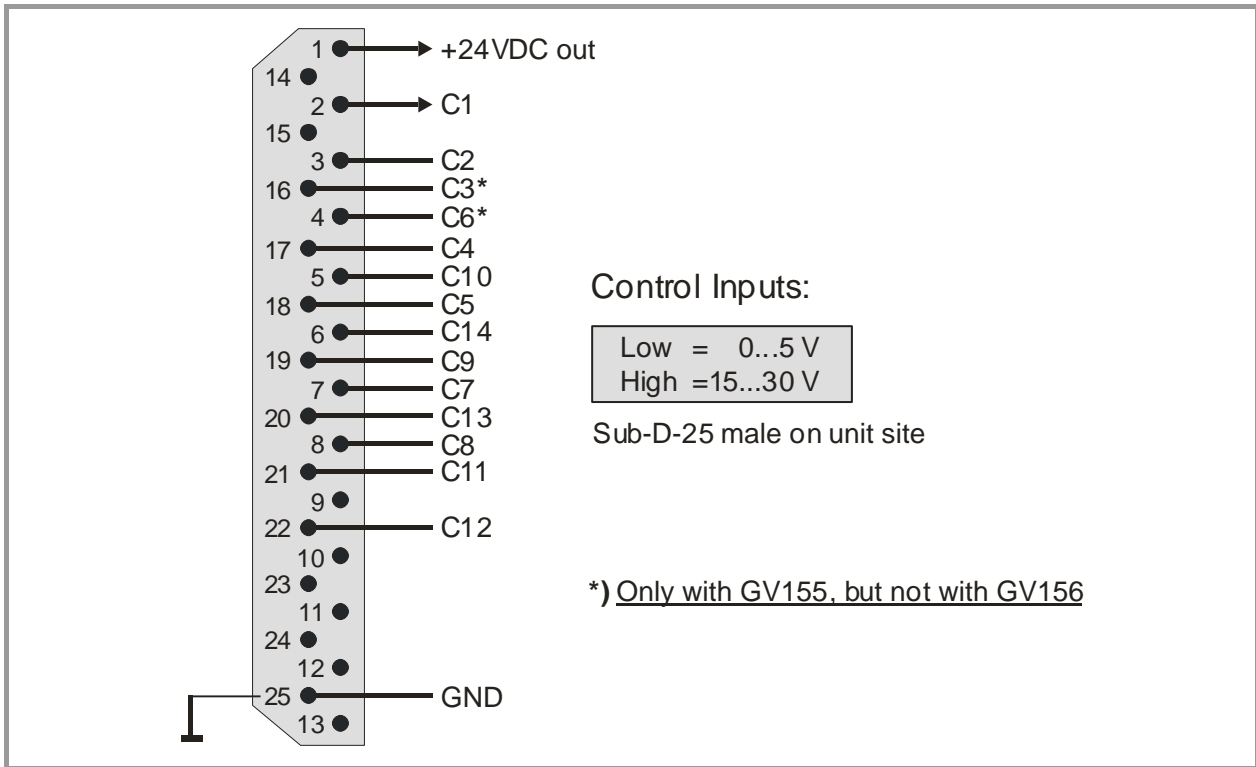 1 +24VDC out
14
2 C1
15
3 C2
16 C3*
4 C6*
17 C4
5 C10
18 C5
6 C14
19 C9
7 C7
20 C13
8 C8
21 C11
9
22 C12
10
23
11
24
12
25 GND
13
Control Inputs:
Low = 0...5 V
High =15...30 V
Sub-D-25 male on unit site
*) Only with GV155, but not with GV156